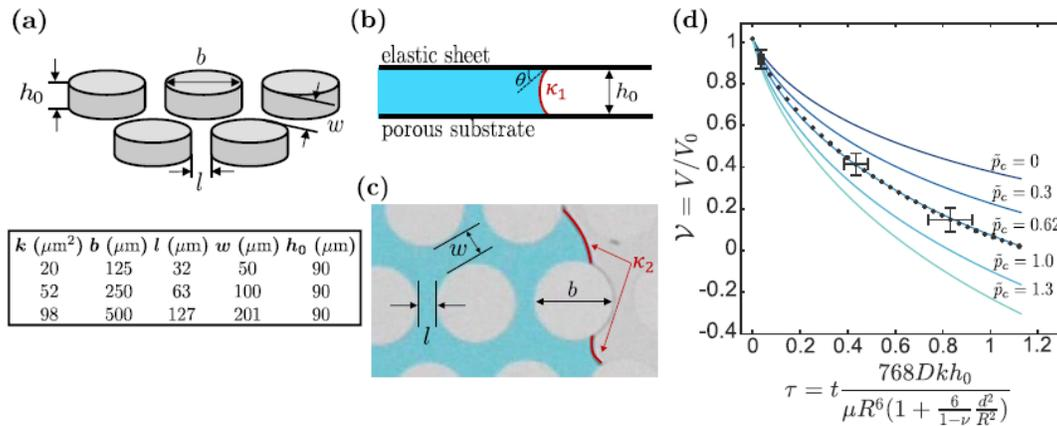 (a)
b
h₀
w
l
k (μm²) b (μm) l (μm) w (μm) h₀ (μm)
20 125 32 50 90
52 250 63 100 90
98 500 127 201 90
(b)
elastic sheet
θ
κ₁
h₀
porous substrate
(c)
w
κ₂
b
l
(d)
𝒱 = V/V₀
1
0.8
0.6
0.4
0.2
0
-0.2
-0.4
p̃c = 0
p̃c = 0.3
p̃c = 0.62
p̃c = 1.0
p̃c = 1.3
0 0.2 0.4 0.6 0.8 1 1.2
τ = t 768Dkh₀ / μR⁶(1 + 6/(1−ν) d²/R²)